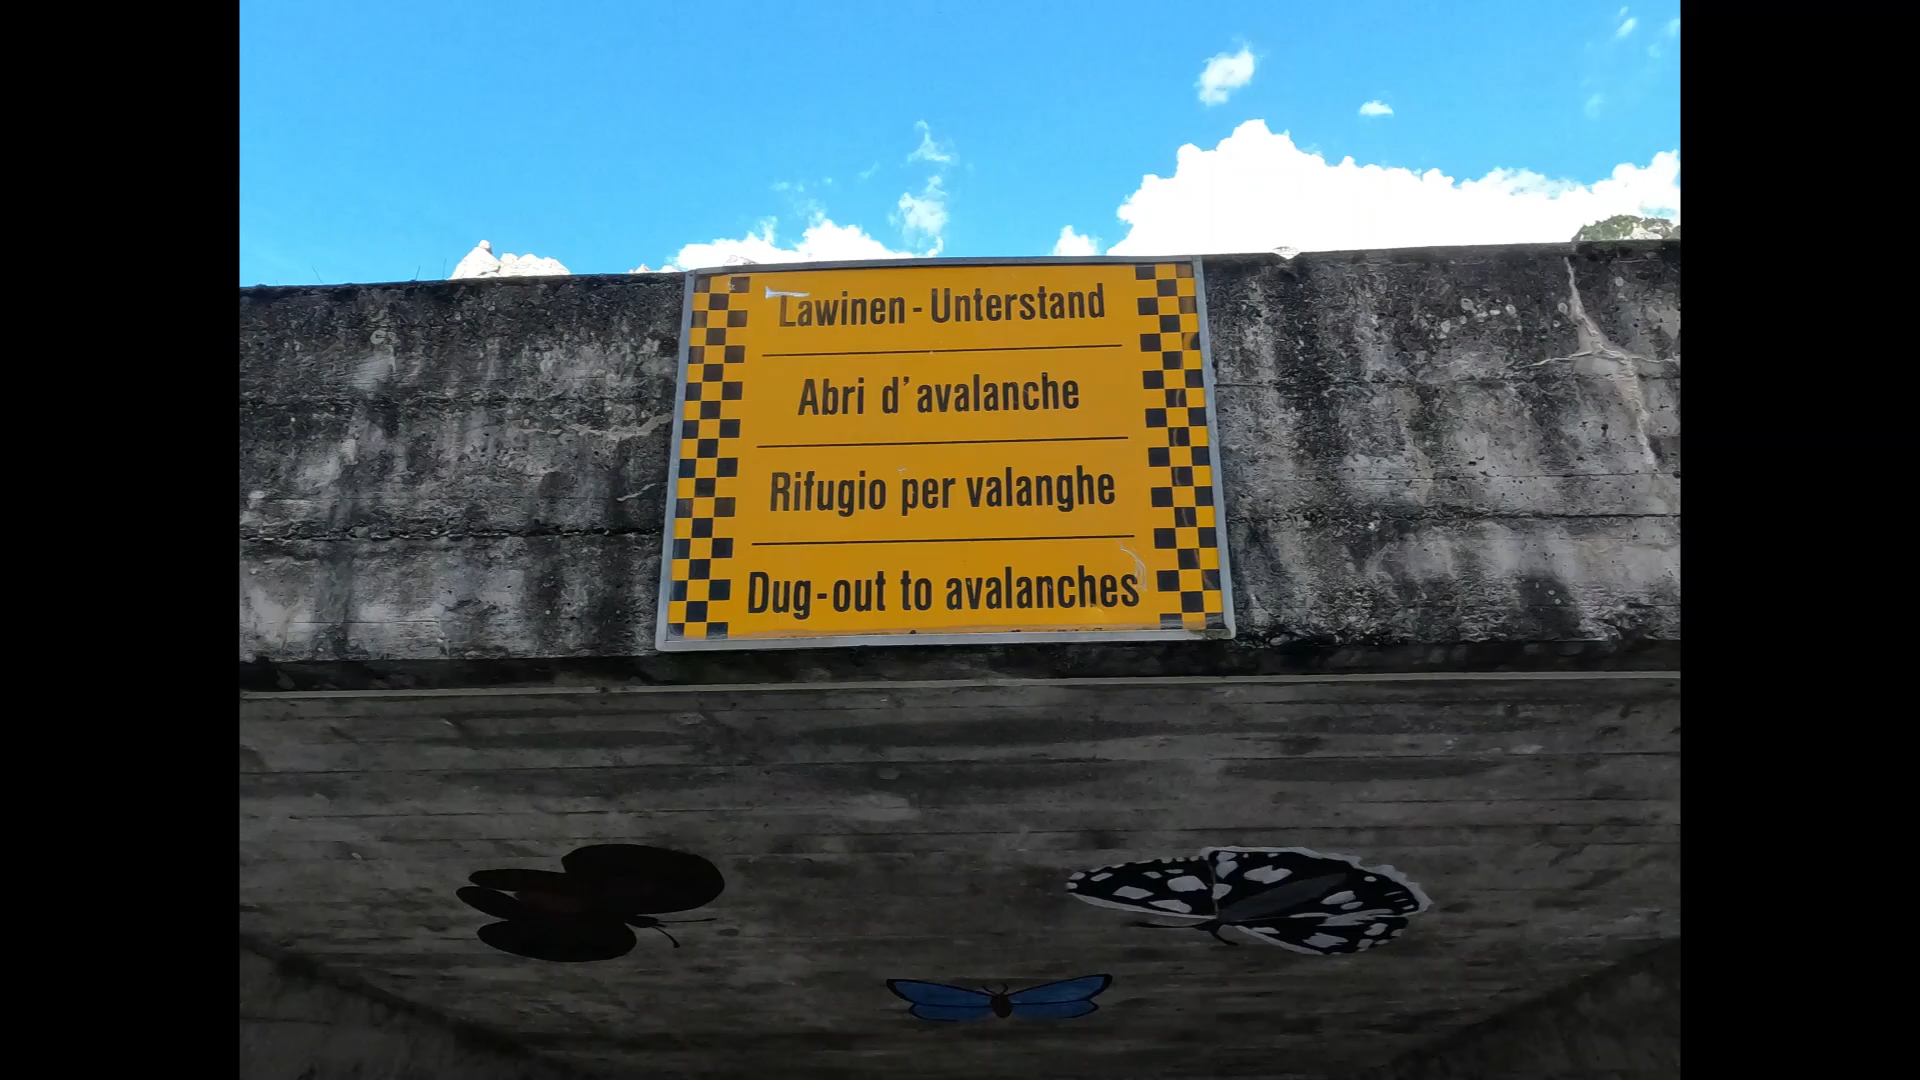 Lawinen - Unterstand
Abri d'avalanche
Rifugio per valanghe
Dug-out to avalanches